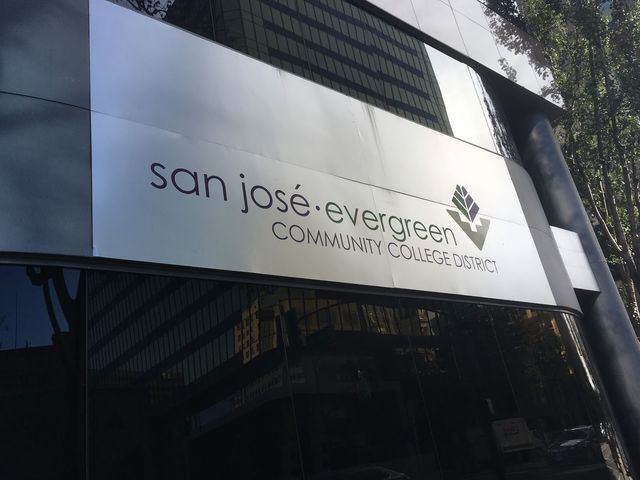 san josé·evergreen
COMMUNITY COLLEGE DISTRICT